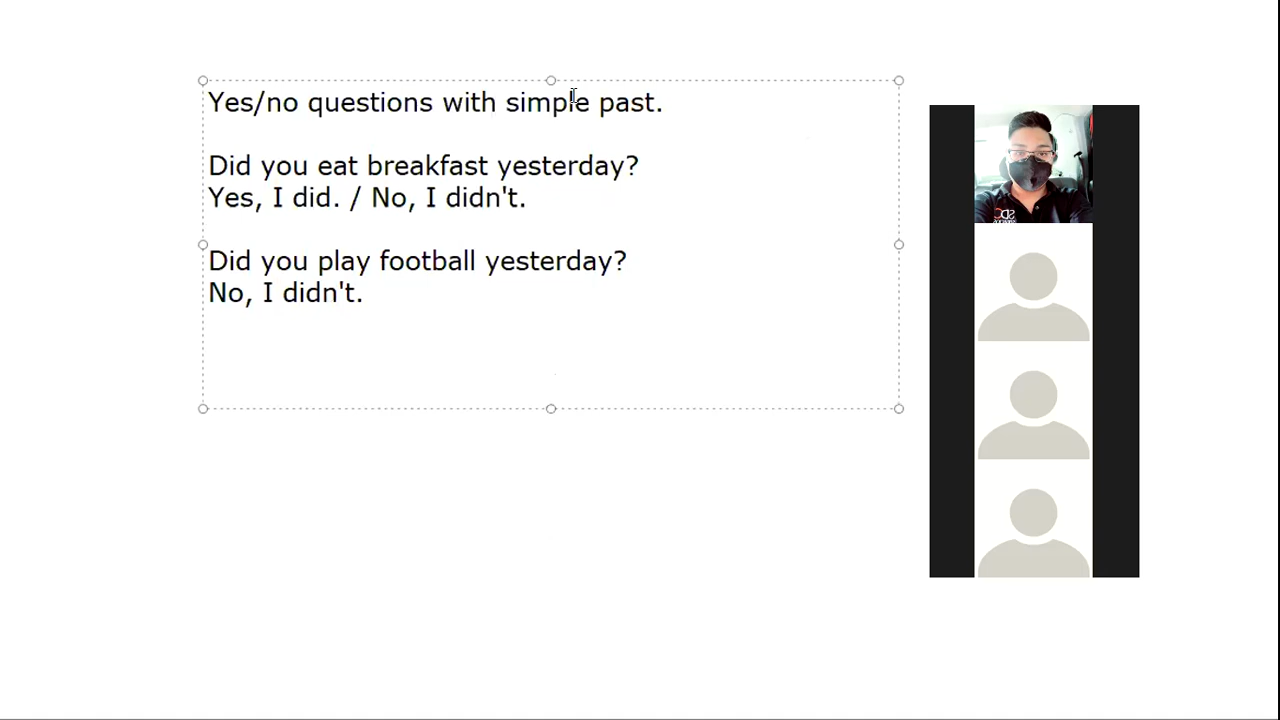 Yes/no questions with simple past.
Did you eat breakfast yesterday?
Yes, I did. / No, I didn't.
Did you play football yesterday?
No, I didn't.
SDC